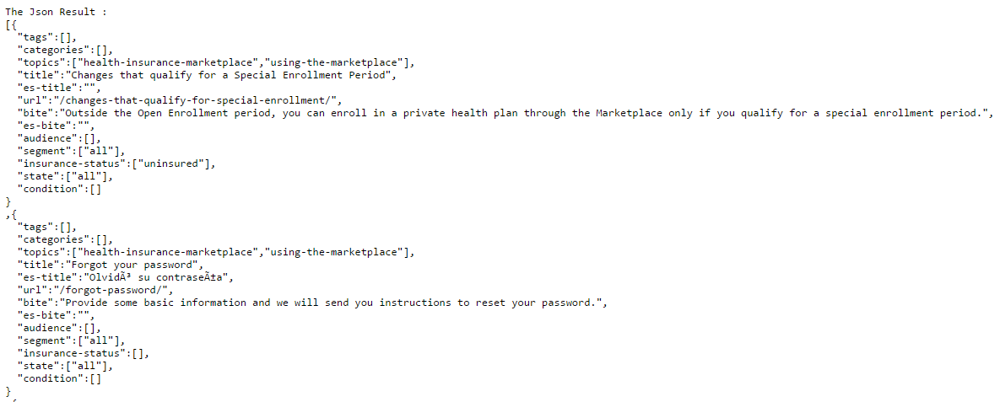 The Json Result :
[{
  "tags":[],
  "categories":[],
  "topics":["health-insurance-marketplace","using-the-marketplace"],
  "title":"Changes that qualify for a Special Enrollment Period",
  "es-title":"",
  "url":"/changes-that-qualify-for-special-enrollment/",
  "bite":"Outside the Open Enrollment period, you can enroll in a private health plan through the Marketplace only if you qualify for a special enrollment period.",
  "es-bite":"",
  "audience":[],
  "segment":["all"],
  "insurance-status":["uninsured"],
  "state":["all"],
  "condition":[]
}
,{
  "tags":[],
  "categories":[],
  "topics":["health-insurance-marketplace","using-the-marketplace"],
  "title":"Forgot your password",
  "es-title":"OlvidÃ³ su contraseÃ±a",
  "url":"/forgot-password/",
  "bite":"Provide some basic information and we will send you instructions to reset your password.",
  "es-bite":"",
  "audience":[],
  "segment":["all"],
  "insurance-status":[],
  "state":["all"],
  "condition":[]
}